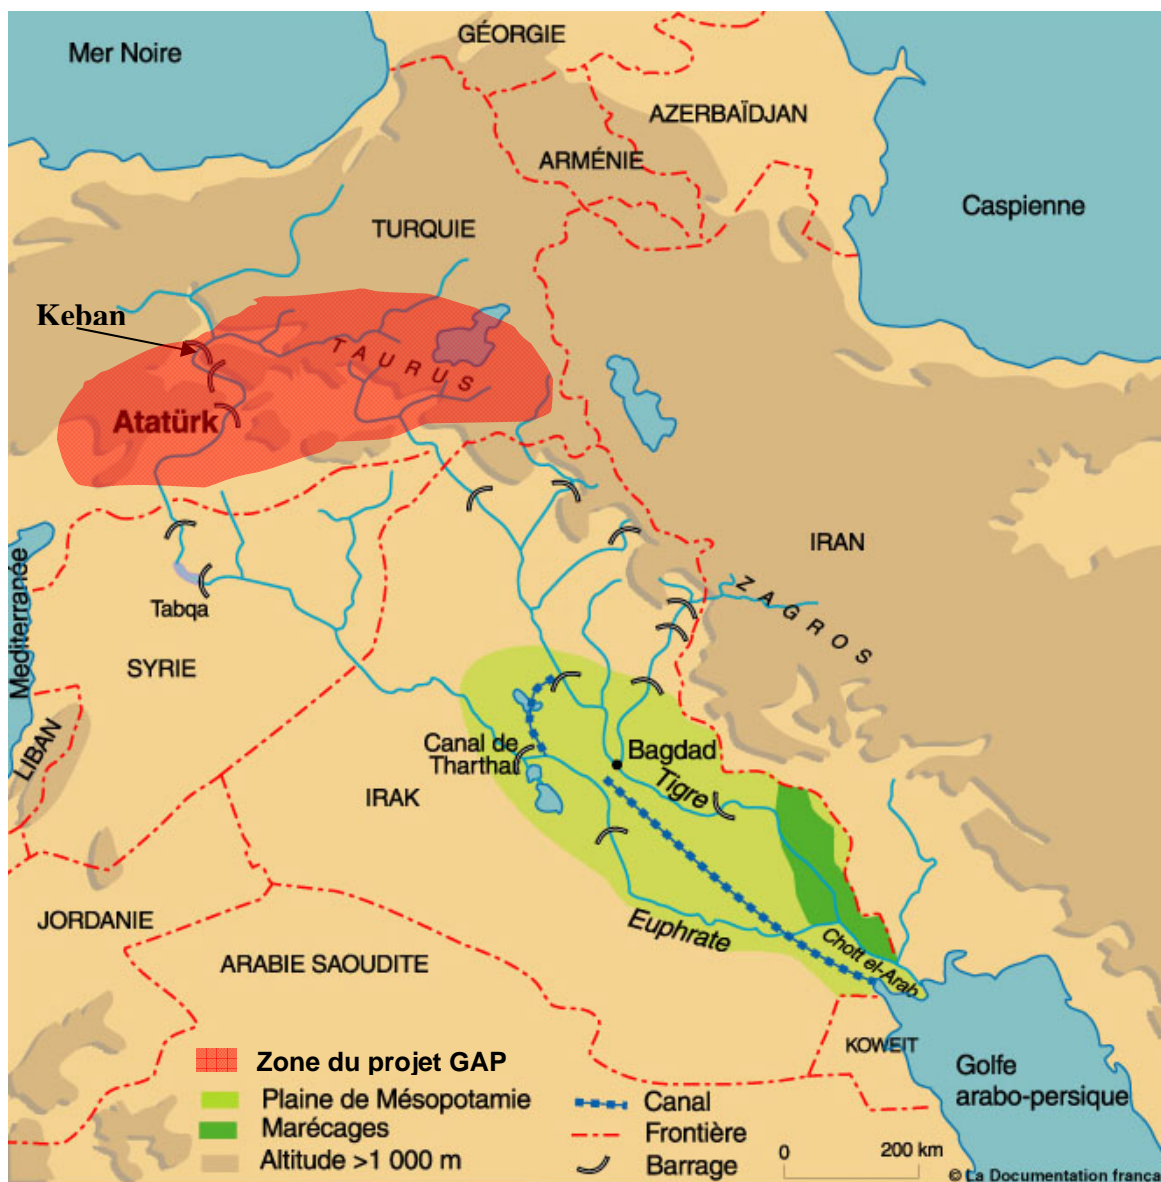 GÉORGIE
Mer Noire
AZERBAÏDJAN
ARMÉNIE
Caspienne
TURQUIE
Keban
TAURUS
Atatürk
IRAN
ZAGROS
Mediterranée
Tabqa
SYRIE
LIBAN
Canal de
Tharthal
Bagdad
Tigre
IRAK
JORDANIE
Euphrate
Chott el-Arab
ARABIE SAOUDITE
KOWEIT
Golfe
arabo-persique
Zone du projet GAP
Plaine de Mésopotamie
Marécages
Altitude >1 000 m
Canal
Frontière
Barrage
0 200 km
© La Documentation frança